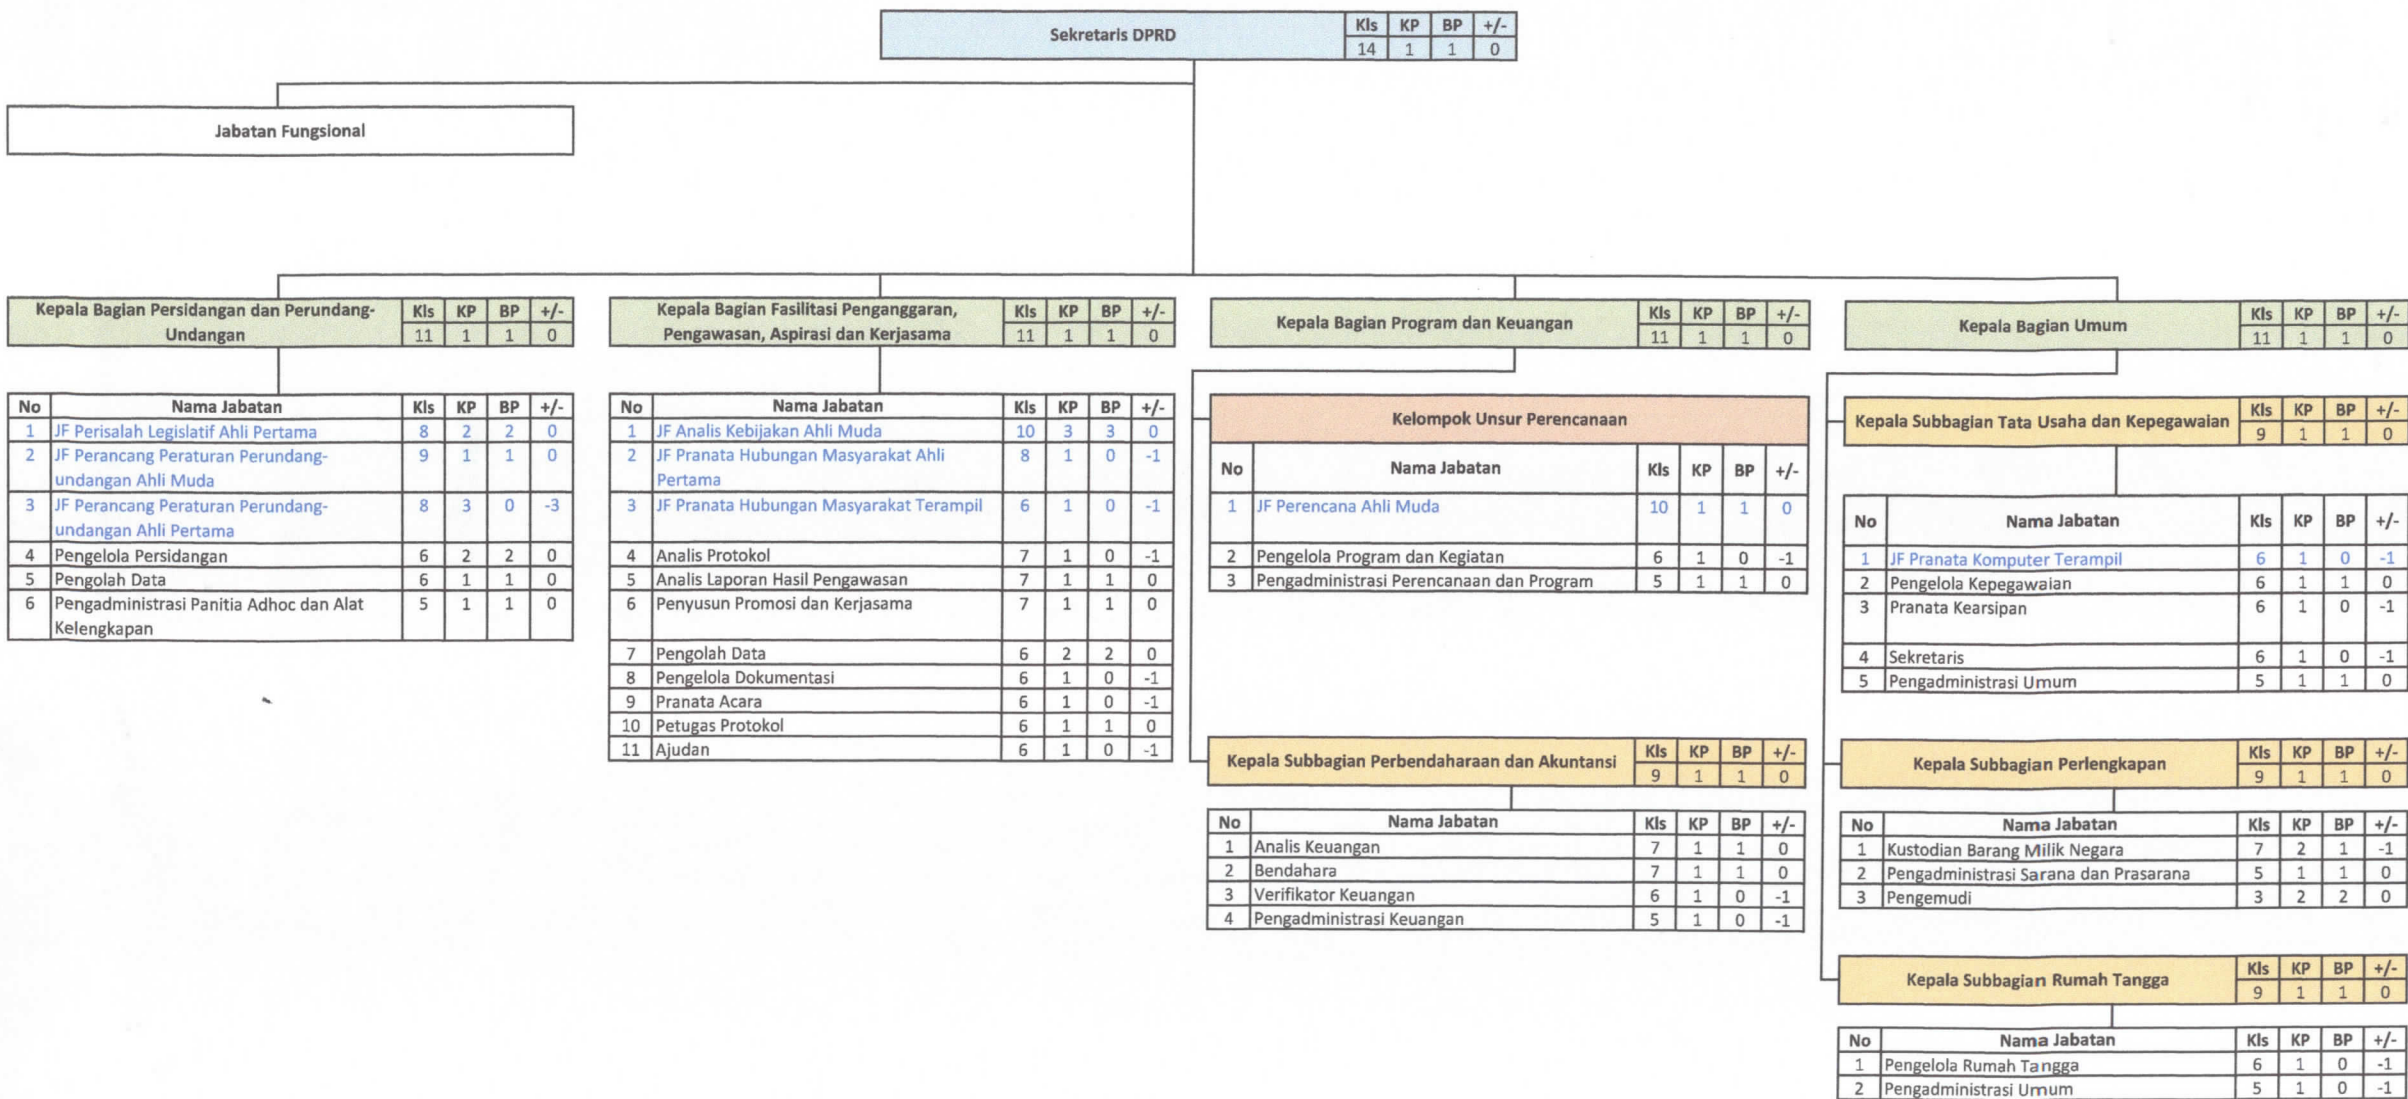 Sekretaris DPRD Kls KP BP +/-
14 1 1 0
Jabatan Fungsional
Kepala Bagian Persidangan dan Perundang-
Undangan
Kls KP BP +/-
11 1 1 0
No Nama Jabatan Kls KP BP +/-
1 JF Perisalah Legislatif Ahli Pertama 8 2 2 0
2 JF Perancang Peraturan Perundang- 9 1 1 0
undangan Ahli Muda
3 JF Perancang Peraturan Perundang- 8 3 0 -3
undangan Ahli Pertama
4 Pengelola Persidangan 6 2 2 0
5 Pengolah Data 6 1 1 0
6 Pengadministrasi Panitia Adhoc dan Alat 5 1 1 0
Kelengkapan
Kepala Bagian Fasilitasi Penganggaran,
Pengawasan, Aspirasi dan Kerjasama
Kls KP BP +/-
11 1 1 0
No Nama Jabatan Kls KP BP +/-
1 JF Analis Kebijakan Ahli Muda 10 3 3 0
2 JF Pranata Hubungan Masyarakat Ahli 8 1 0 -1
Pertama
3 JF Pranata Hubungan Masyarakat Terampil 6 1 0 -1
4 Analis Protokol 7 1 0 -1
5 Analis Laporan Hasil Pengawasan 7 1 1 0
6 Penyusun Promosi dan Kerjasama 7 1 1 0
7 Pengolah Data 6 2 2 0
8 Pengelola Dokumentasi 6 1 0 -1
9 Pranata Acara 6 1 0 -1
10 Petugas Protokol 6 1 1 0
11 Ajudan 6 1 0 -1
Kepala Bagian Program dan Keuangan
Kls KP BP +/-
11 1 1 0
Kelompok Unsur Perencanaan
No Nama Jabatan Kls KP BP +/-
1 JF Perencana Ahli Muda 10 1 1 0
2 Pengelola Program dan Kegiatan 6 1 0 -1
3 Pengadministrasi Perencanaan dan Program 5 1 1 0
Kepala Subbagian Perbendaharaan dan Akuntansi
Kls KP BP +/-
9 1 1 0
No Nama Jabatan Kls KP BP +/-
1 Analis Keuangan 7 1 1 0
2 Bendahara 7 1 1 0
3 Verifikator Keuangan 6 1 0 -1
4 Pengadministrasi Keuangan 5 1 0 -1
Kepala Bagian Umum
Kls KP BP +/-
11 1 1 0
Kepala Subbagian Tata Usaha dan Kepegawaian
Kls KP BP +/-
9 1 1 0
No Nama Jabatan Kls KP BP +/-
1 JF Pranata Komputer Terampil 6 1 0 -1
2 Pengelola Kepegawaian 6 1 1 0
3 Pranata Kearsipan 6 1 0 -1
4 Sekretaris 6 1 0 -1
5 Pengadministrasi Umum 5 1 1 0
Kepala Subbagian Perlengkapan
Kls KP BP +/-
9 1 1 0
No Nama Jabatan Kls KP BP +/-
1 Kustodian Barang Milik Negara 7 2 1 -1
2 Pengadministrasi Sarana dan Prasarana 5 1 1 0
3 Pengemudi 3 2 2 0
Kepala Subbagian Rumah Tangga
Kls KP BP +/-
9 1 1 0
No Nama Jabatan Kls KP BP +/-
1 Pengelola Rumah Tangga 6 1 0 -1
2 Pengadministrasi Umum 5 1 0 -1